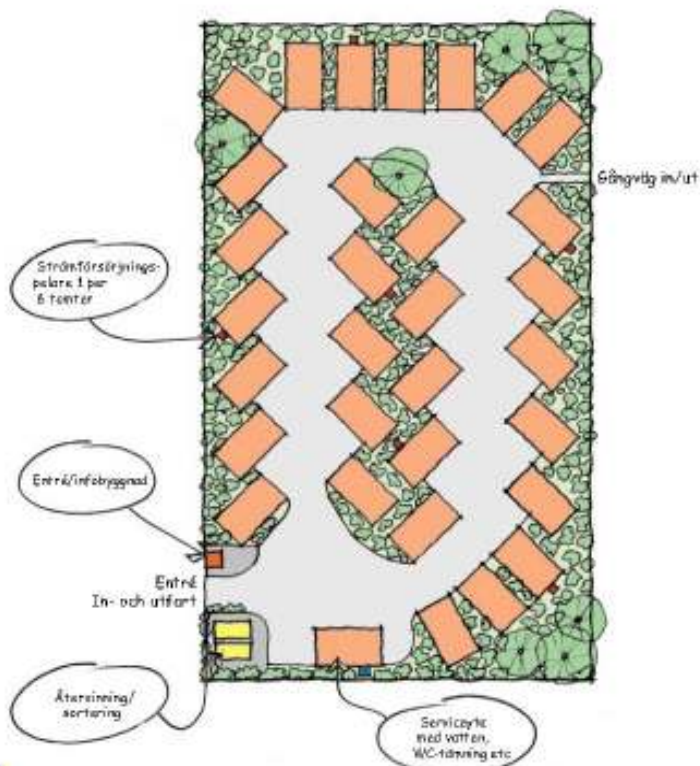 Gångväg in/ut
Strömförsörjnings-
pelare 1 per
6 tomter
Entré/infobyggnad
Entré
In- och utfart
Återvinning/
sortering
Serviceyta
med vatten,
WC-tömning etc